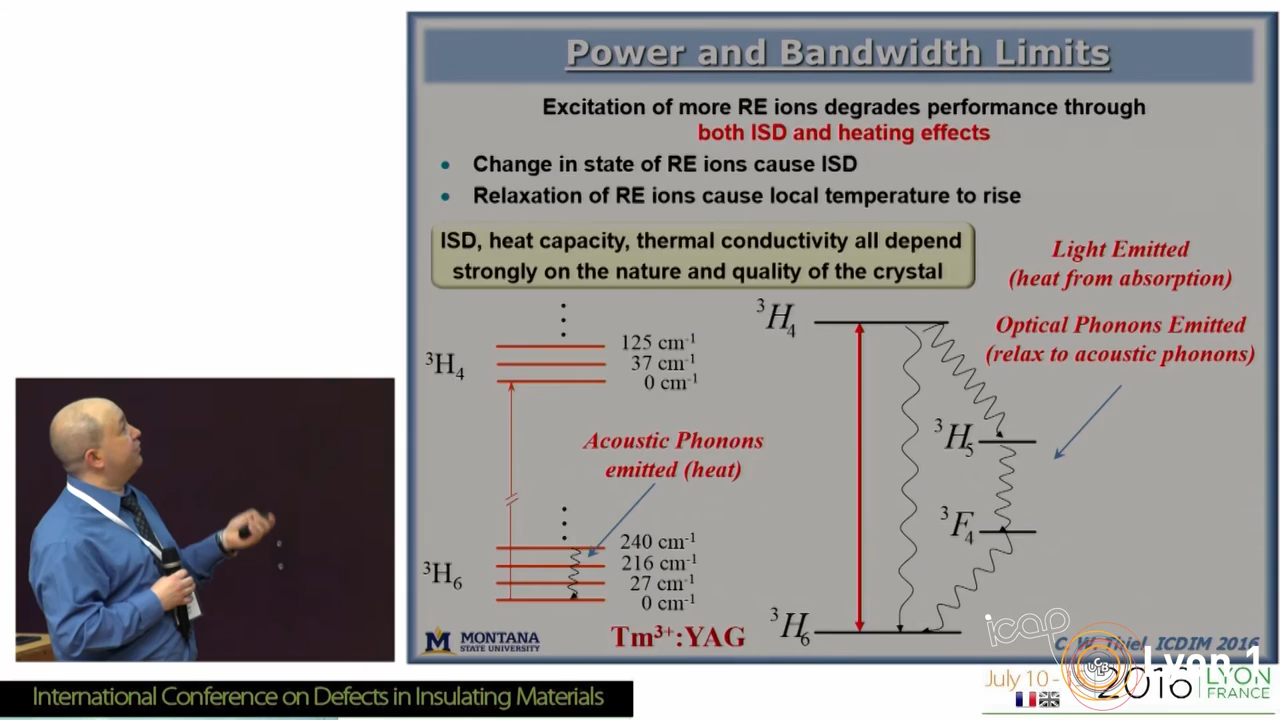 Power and Bandwidth Limits
Excitation of more RE ions degrades performance through
both ISD and heating effects
• Change in state of RE ions cause ISD
• Relaxation of RE ions cause local temperature to rise
ISD, heat capacity, thermal conductivity all depend
strongly on the nature and quality of the crystal
Light Emitted
(heat from absorption)
Optical Phonons Emitted
(relax to acoustic phonons)
³H₄
125 cm⁻¹
37 cm⁻¹
0 cm⁻¹
Acoustic Phonons
emitted (heat)
³H₆
240 cm⁻¹
216 cm⁻¹
27 cm⁻¹
0 cm⁻¹
Tm³⁺:YAG
³H₄
³H₅
³F₄
³H₆
MONTANA
STATE UNIVERSITY
icap
C. W. Thiel, ICDIM 2016
UCBL
Lyon 1
International Conference on Defects in Insulating Materials
July 10 -
2016
LYON
FRANCE